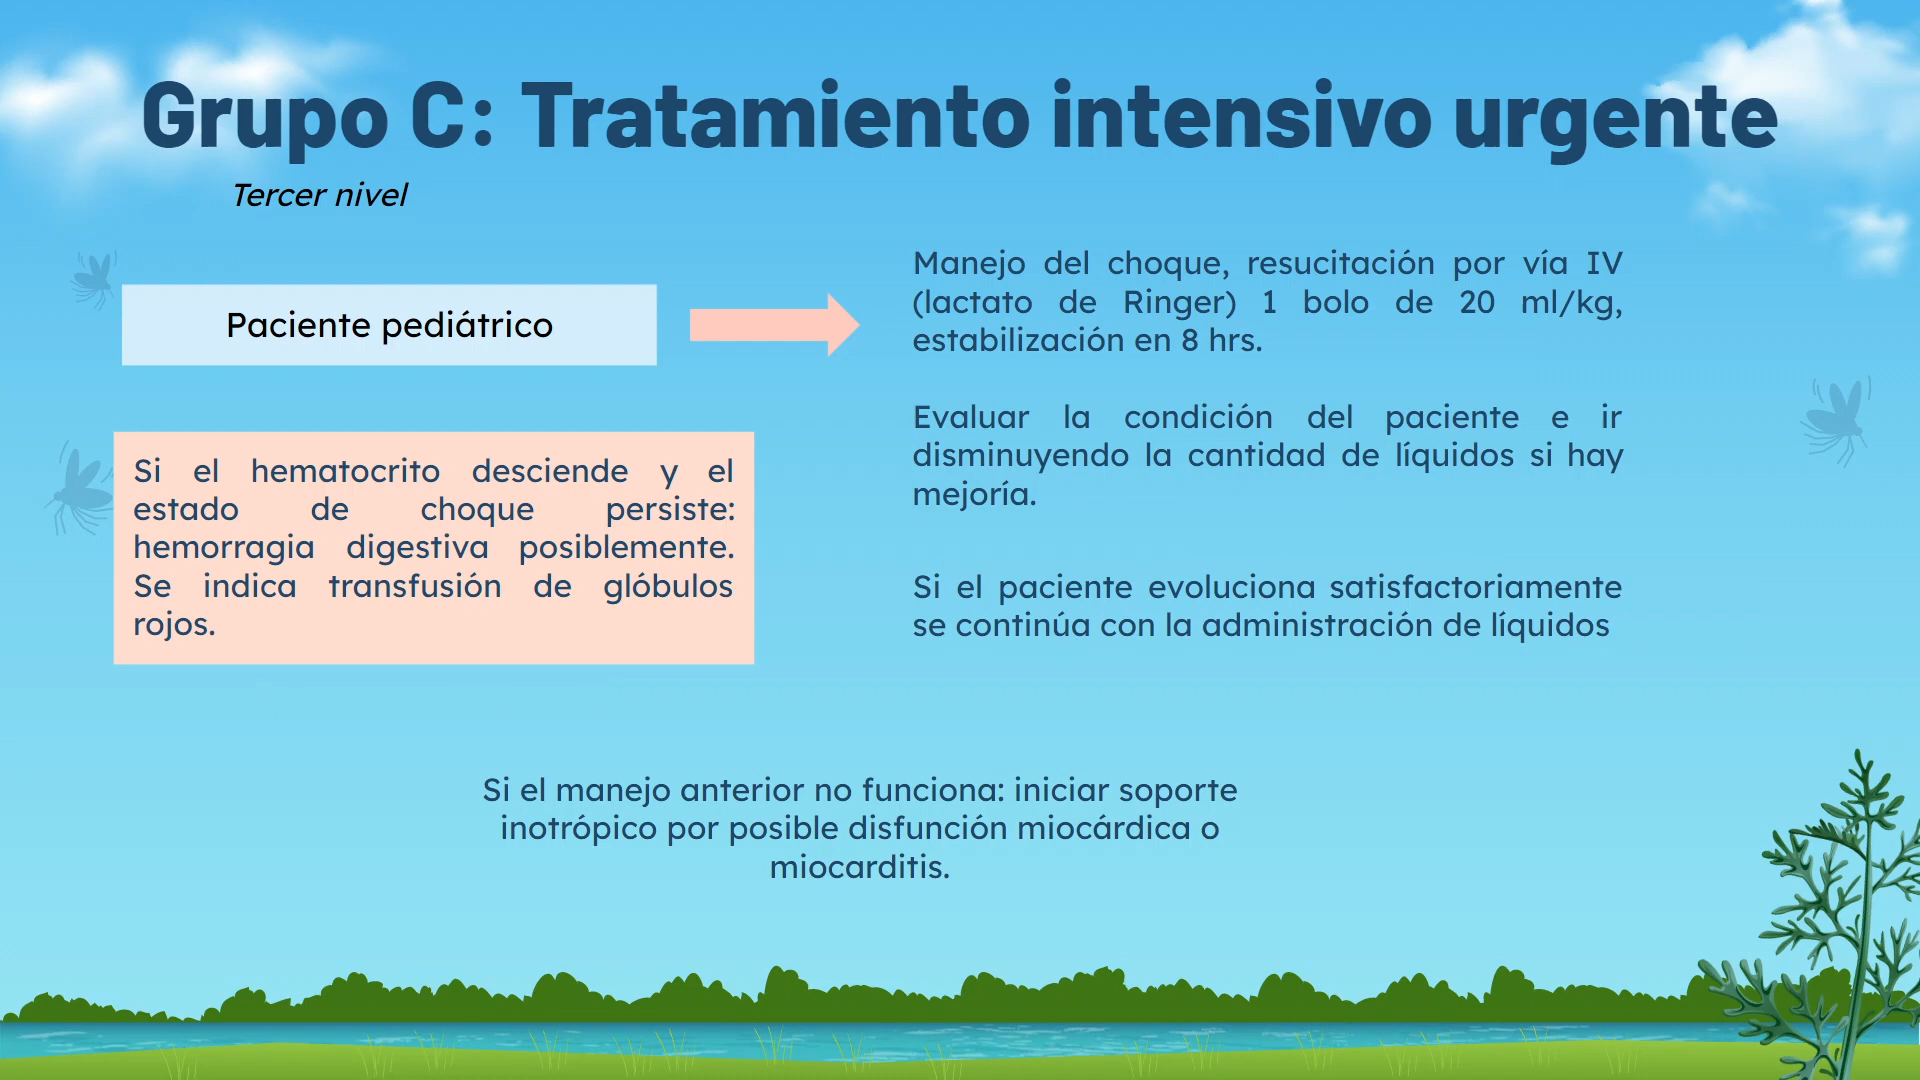 Grupo C: Tratamiento intensivo urgente
Tercer nivel
Paciente pediátrico
Manejo del choque, resucitación por vía IV
(lactato de Ringer) 1 bolo de 20 ml/kg,
estabilización en 8 hrs.
Evaluar la condición del paciente e ir
disminuyendo la cantidad de líquidos si hay
mejoría.
Si el paciente evoluciona satisfactoriamente
se continúa con la administración de líquidos
Si el hematocrito desciende y el
estado de choque persiste:
hemorragia digestiva posiblemente.
Se indica transfusión de glóbulos
rojos.
Si el manejo anterior no funciona: iniciar soporte
inotrópico por posible disfunción miocárdica o
miocarditis.